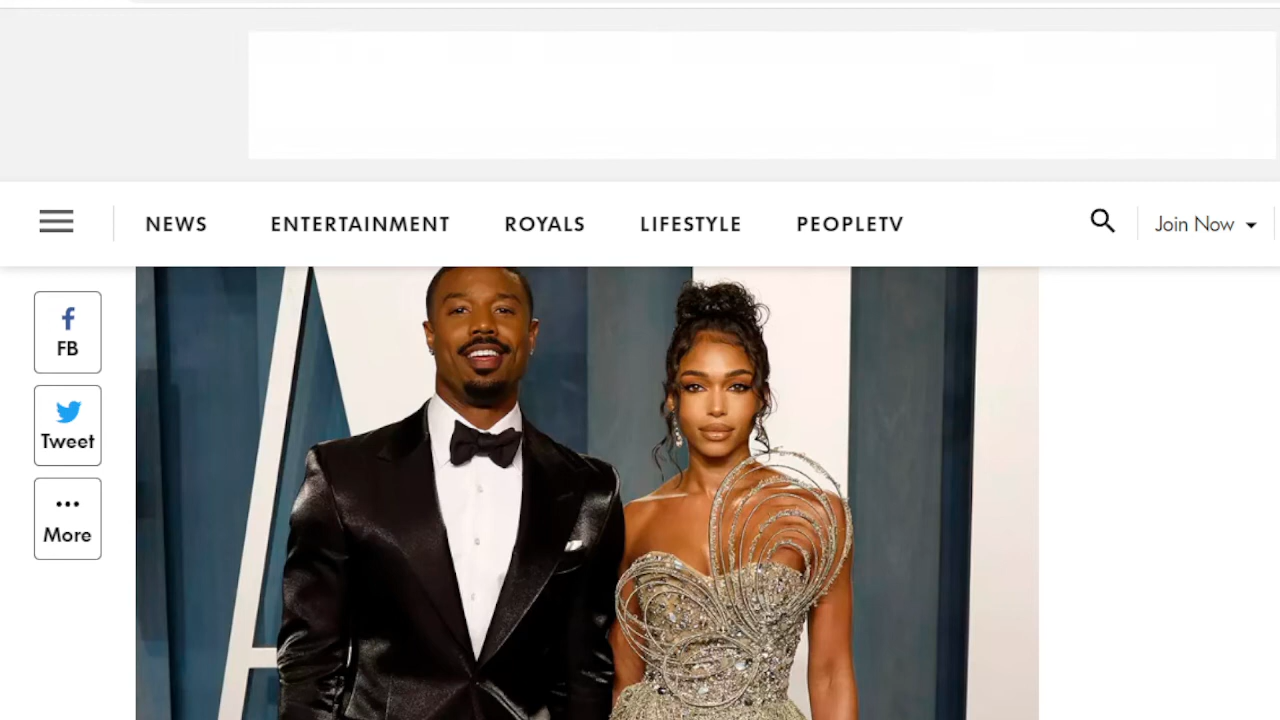 NEWS ENTERTAINMENT ROYALS LIFESTYLE PEOPLETV Join Now
FB
Tweet
More